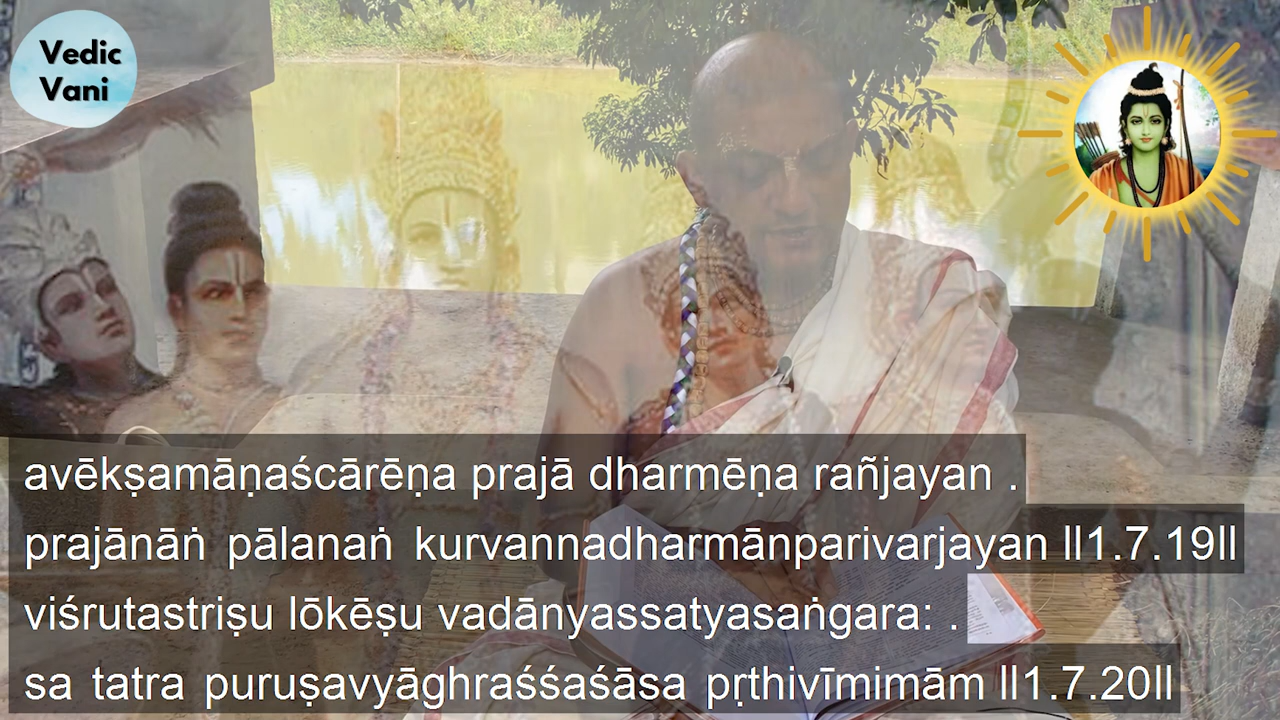 Vedic
Vani
avēkṣamāṇaścārēṇa prajā dharmēṇa rañjayan .
prajānāṅ pālanaṅ kurvannadharmānparivarjayan ll1.7.19ll
viśrutastriṣu lōkēṣu vadānyassatyasaṅgara: .
sa tatra puruṣavyāghraśśaśāsa pṛthivīmimām ll1.7.20ll